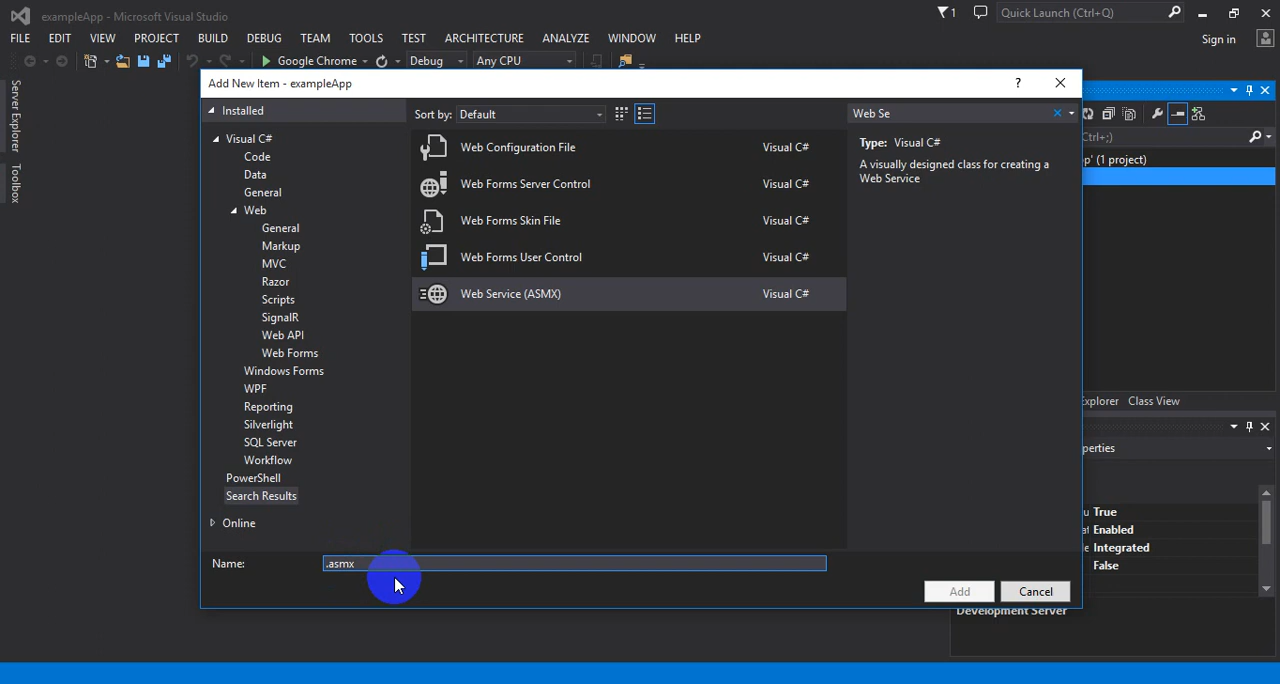 exampleApp - Microsoft Visual Studio
1
Quick Launch (Ctrl+Q)
FILE EDIT VIEW PROJECT BUILD DEBUG TEAM TOOLS TEST ARCHITECTURE ANALYZE WINDOW HELP
Sign in
Google Chrome Debug Any CPU
Server Explorer
Toolbox
Add New Item - exampleApp
?
Installed
Sort by: Default
Web Se
Visual C#
Code
Data
General
Web
General
Markup
MVC
Razor
Scripts
SignalR
Web API
Web Forms
Windows Forms
WPF
Reporting
Silverlight
SQL Server
Workflow
PowerShell
Search Results
Online
Web Configuration File Visual C#
Web Forms Server Control Visual C#
Web Forms Skin File Visual C#
Web Forms User Control Visual C#
Web Service (ASMX) Visual C#
Type: Visual C#
A visually designed class for creating a
Web Service
Name: .asmx
Add Cancel
Ctrl+;)
p' (1 project)
Explorer Class View
perties
True
Enabled
Integrated
False
Development Server